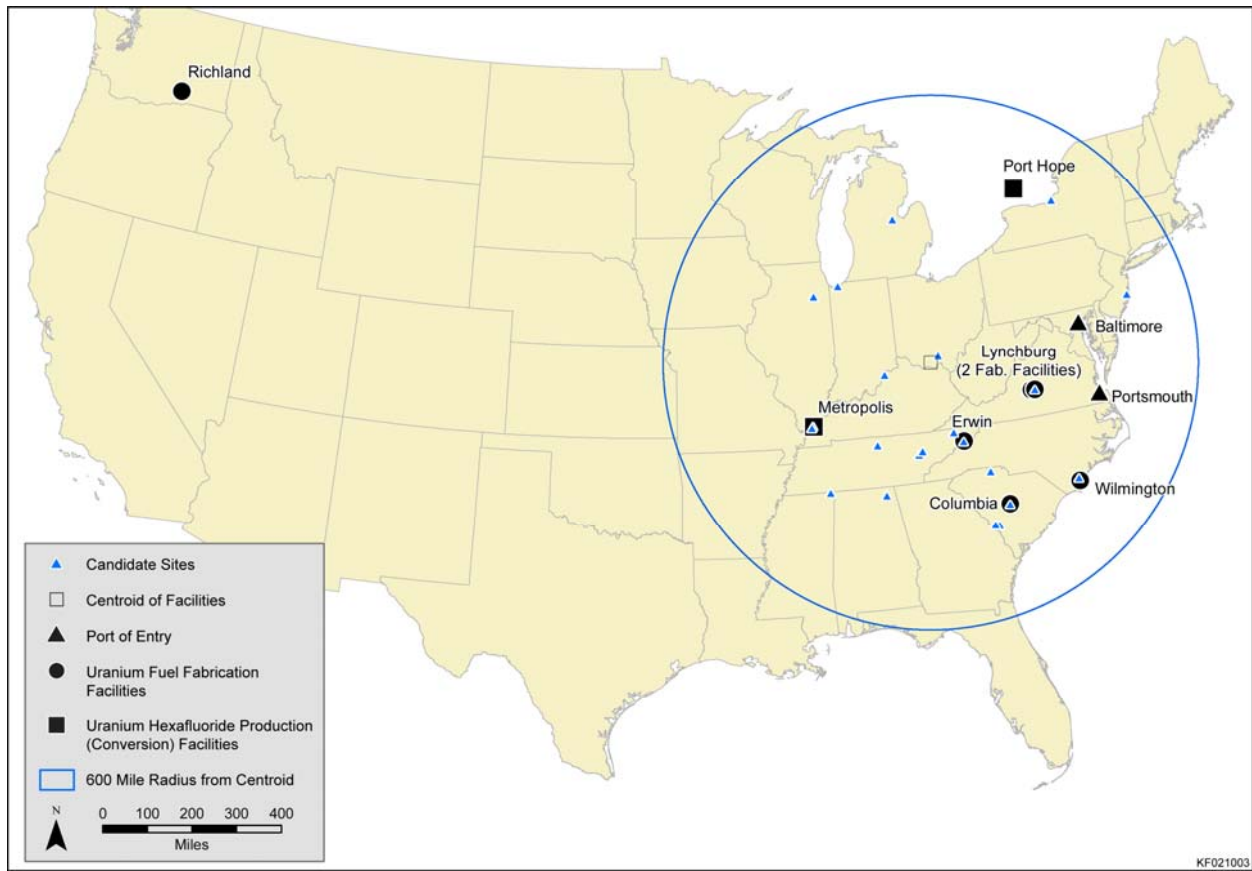 Richland
Port Hope
Baltimore
Lynchburg
(2 Fab. Facilities)
Portsmouth
Metropolis
Erwin
Wilmington
Columbia
Candidate Sites
Centroid of Facilities
Port of Entry
Uranium Fuel Fabrication
Facilities
Uranium Hexafluoride Production
(Conversion) Facilities
600 Mile Radius from Centroid
N
0 100 200 300 400
Miles
KF021003